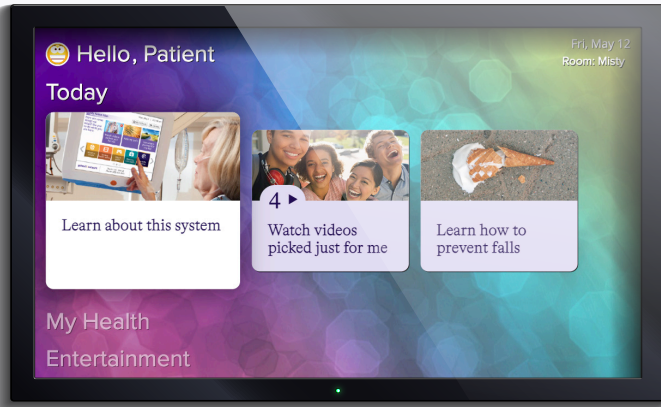 Hello, Patient
Fri, May 12
Room: Misty
Today
Learn about this system
4
Watch videos
picked just for me
Learn how to
prevent falls
My Health
Entertainment